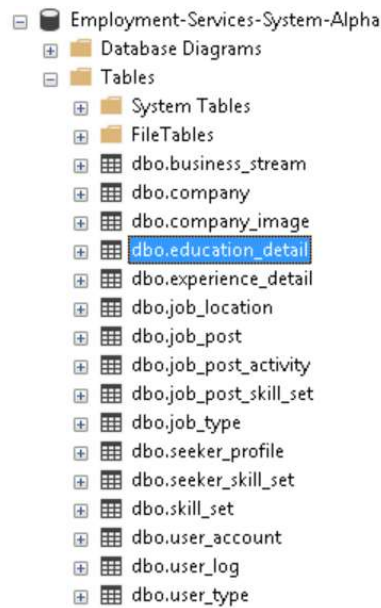 Employment-Services-System-Alpha
Database Diagrams
Tables
System Tables
FileTables
dbo.business_stream
dbo.company
dbo.company_image
dbo.education_detail
dbo.experience_detail
dbo.job_location
dbo.job_post
dbo.job_post_activity
dbo.job_post_skill_set
dbo.job_type
dbo.seeker_profile
dbo.seeker_skill_set
dbo.skill_set
dbo.user_account
dbo.user_log
dbo.user_type